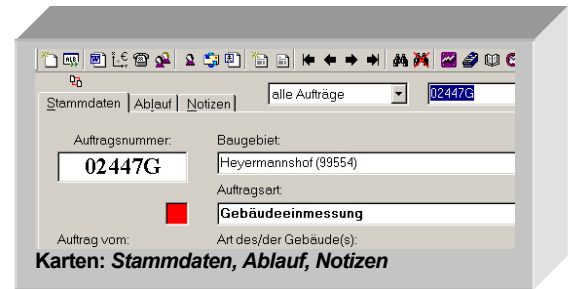 Stammdaten Ablauf Notizen alle Aufträge 02447G
Auftragsnummer: Baugebiet:
02447G Heyermannshof (99554)
Auftragsart:
Gebäudeeinmessung
Auftrag vom: Art des/der Gebäude(s):
Karten: Stammdaten, Ablauf, Notizen